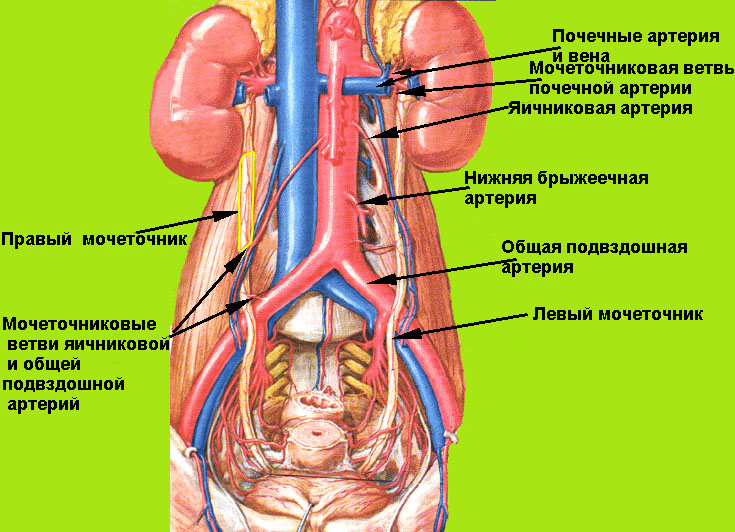 Почечные артерия
и вена
Мочеточниковая ветвь
почечной артерии
Яичниковая артерия
Нижняя брыжеечная
артерия
Правый мочеточник
Общая подвздошная
артерия
Левый мочеточник
Мочеточниковые
ветви яичниковой
и общей
подвздошной
артерий